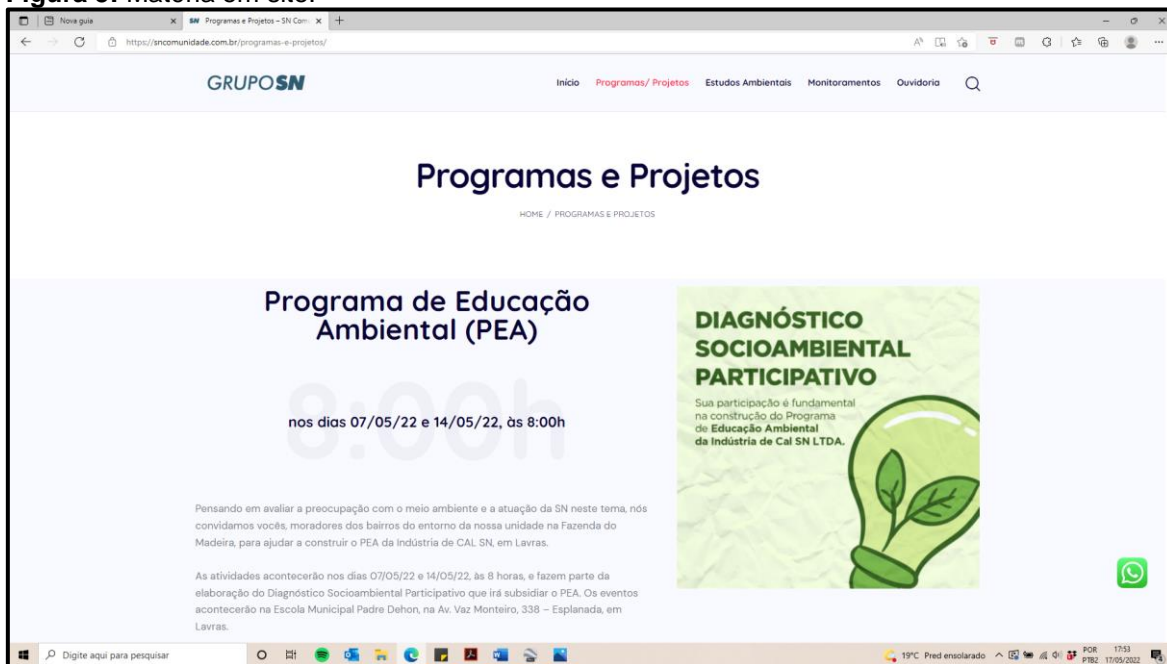 Figura 3: Matéria em site.
Nova guia
SN Programas e Projetos – SN Com
https://sncomunidade.com.br/programas-e-projetos/
GRUPOSN
Início Programas/ Projetos Estudos Ambientais Monitoramentos Ouvidoria
Programas e Projetos
HOME / PROGRAMAS E PROJETOS
Programa de Educação
Ambiental (PEA)
8:00h
nos dias 07/05/22 e 14/05/22, às 8:00h
Pensando em avaliar a preocupação com o meio ambiente e a atuação da SN neste tema, nós
convidamos vocês, moradores dos bairros do entorno da nossa unidade na Fazenda do
Madeira, para ajudar a construir o PEA da Indústria de CAL SN, em Lavras.
As atividades acontecerão nos dias 07/05/22 e 14/05/22, às 8 horas, e fazem parte da
elaboração do Diagnóstico Socioambiental Participativo que irá subsidiar o PEA. Os eventos
acontecerão na Escola Municipal Padre Dehon, na Av. Vaz Monteiro, 338 – Esplanada, em
Lavras.
DIAGNÓSTICO
SOCIOAMBIENTAL
PARTICIPATIVO
Sua participação é fundamental
na construção do Programa
de Educação Ambiental
da Indústria de Cal SN LTDA.
Digite aqui para pesquisar
19°C Pred ensolarado
POR
PTB2
17:53
17/05/2022